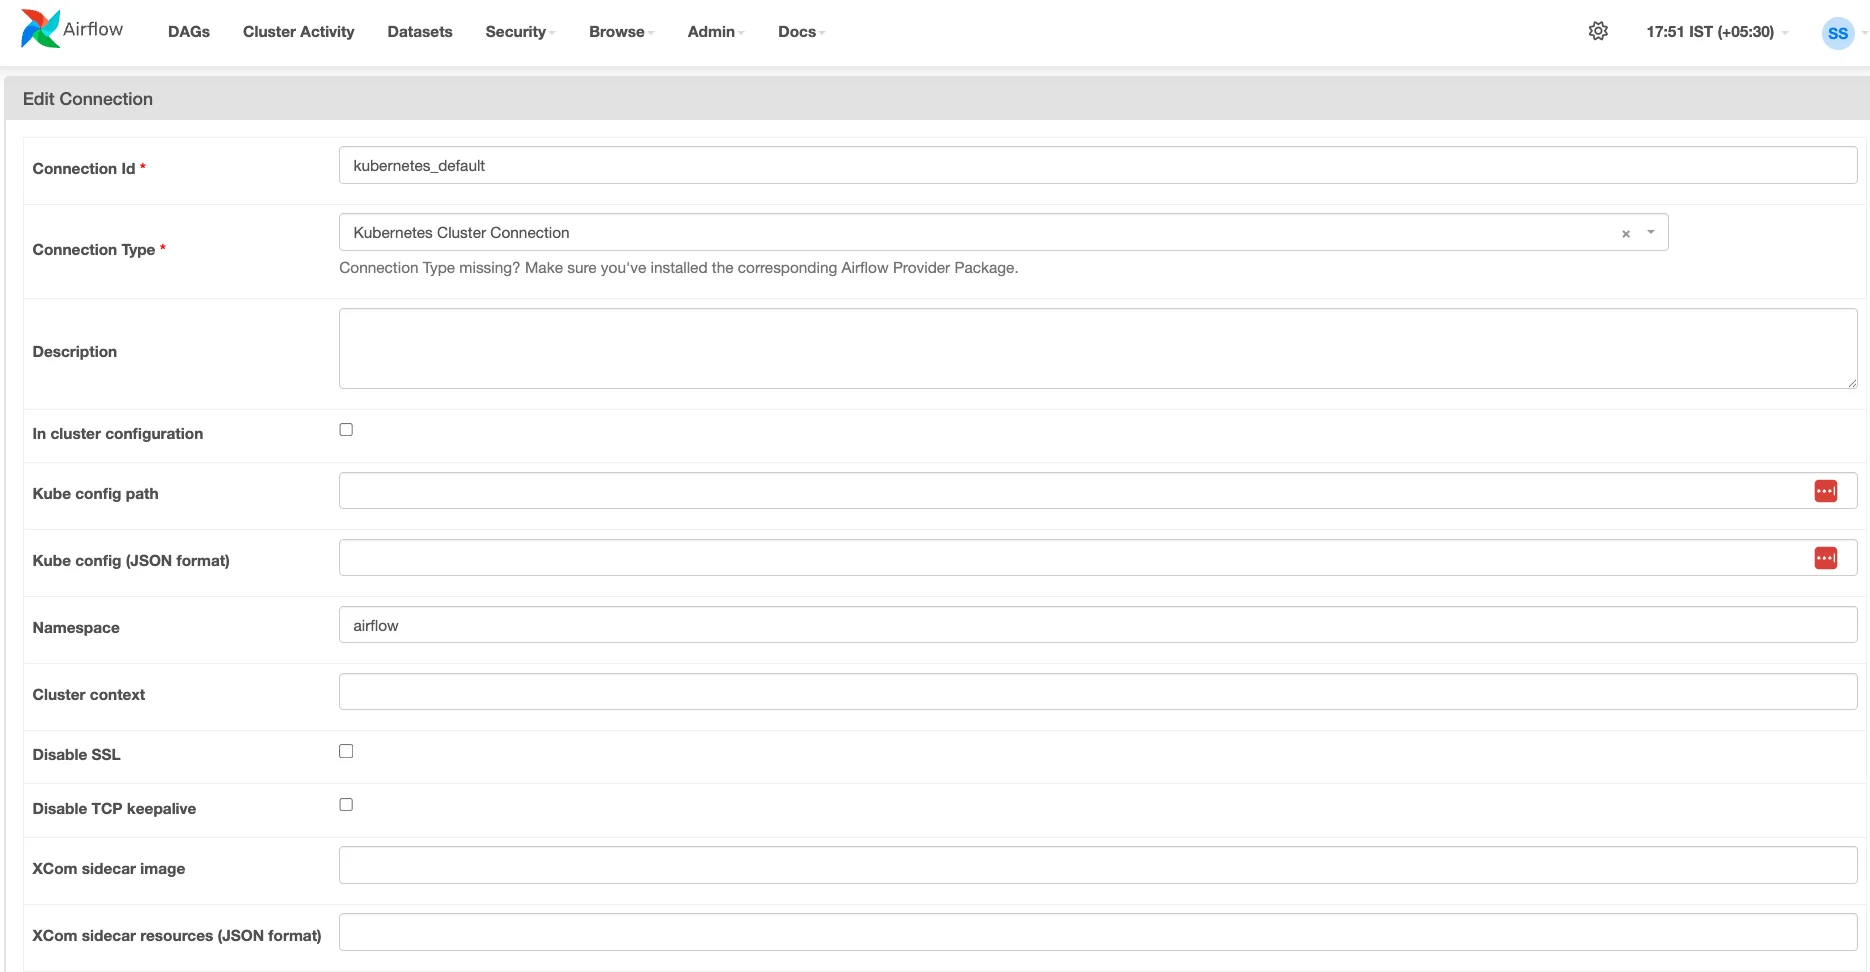 Airflow DAGs Cluster Activity Datasets Security Browse Admin Docs 17:51 IST (+05:30) SS
Edit Connection
Connection Id * kubernetes_default
Connection Type * Kubernetes Cluster Connection × 
Connection Type missing? Make sure you've installed the corresponding Airflow Provider Package.
Description
In cluster configuration
Kube config path
Kube config (JSON format)
Namespace airflow
Cluster context
Disable SSL
Disable TCP keepalive
XCom sidecar image
XCom sidecar resources (JSON format)